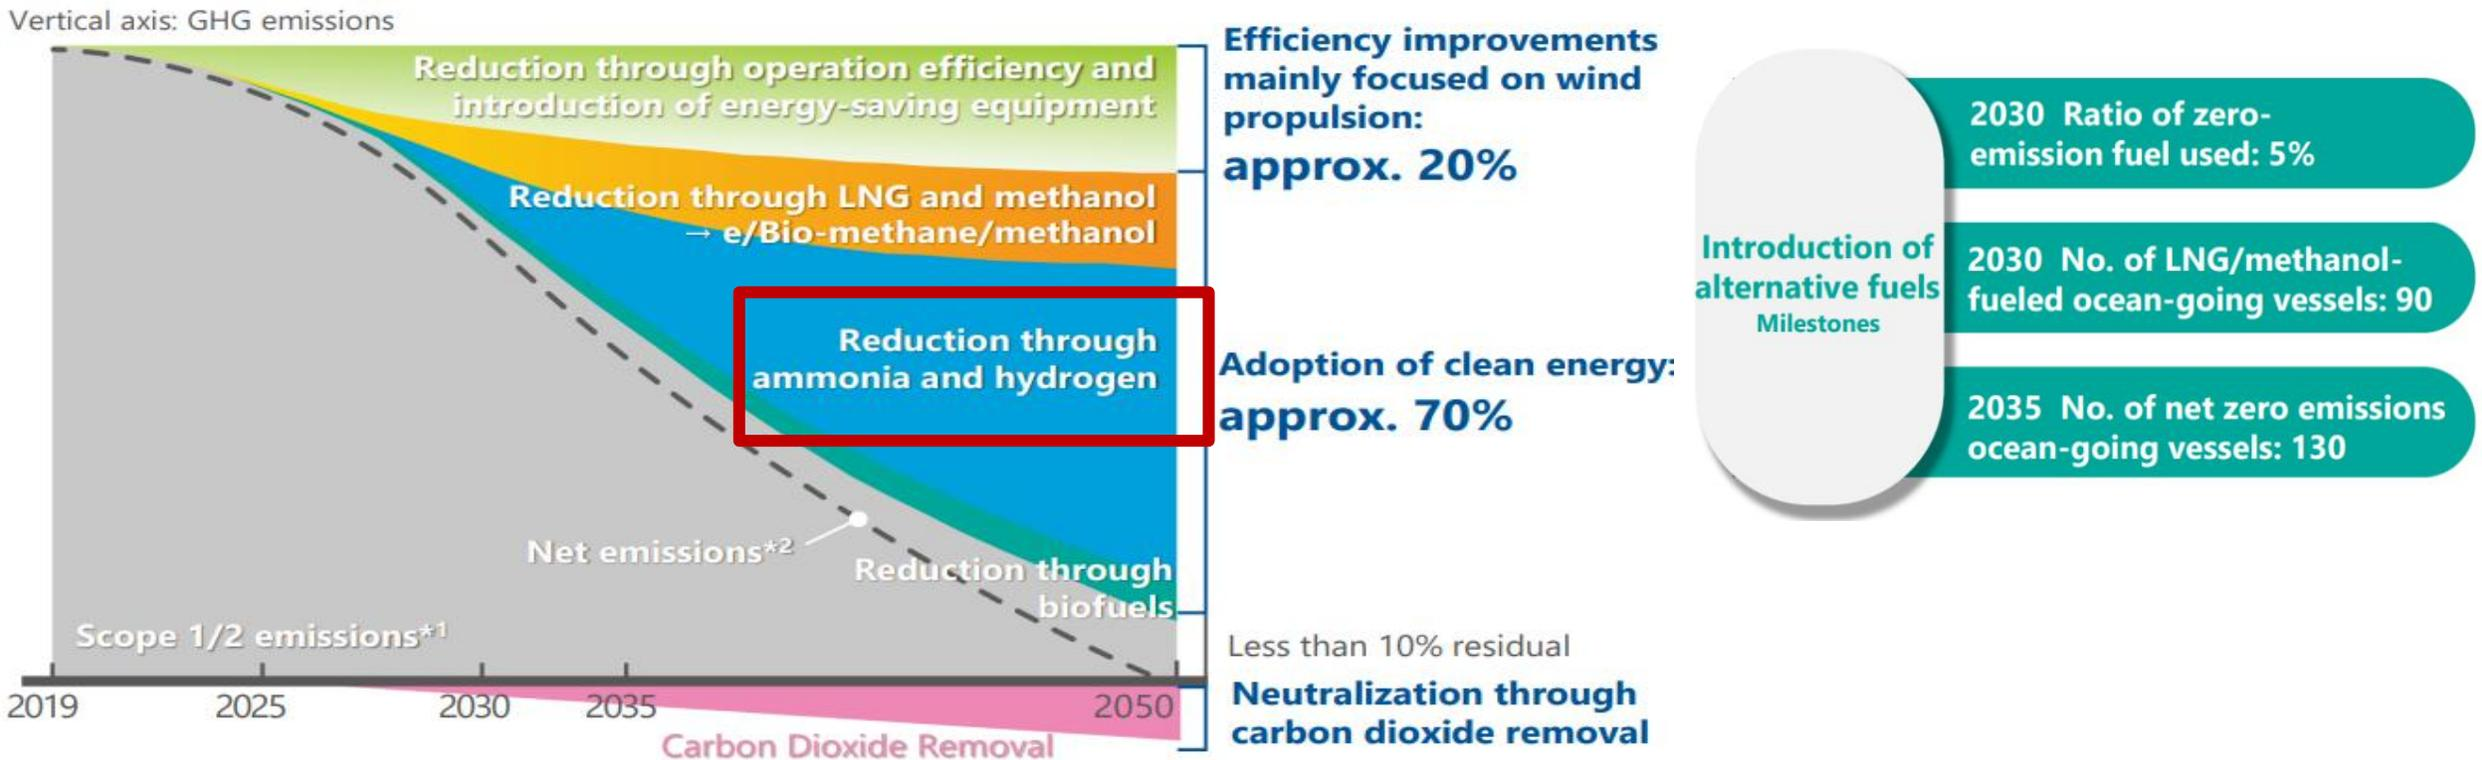 Vertical axis: GHG emissions
Reduction through operation efficiency and
introduction of energy-saving equipment
Reduction through LNG and methanol
→ e/Bio-methane/methanol
Reduction through
ammonia and hydrogen
Net emissions*2
Reduction through
biofuels
Scope 1/2 emissions*1
2019
2025
2030
2035
2050
Carbon Dioxide Removal
Efficiency improvements
mainly focused on wind
propulsion:
approx. 20%
Adoption of clean energy:
approx. 70%
Less than 10% residual
Neutralization through
carbon dioxide removal
Introduction of
alternative fuels
Milestones
2030 Ratio of zero-
emission fuel used: 5%
2030 No. of LNG/methanol-
fueled ocean-going vessels: 90
2035 No. of net zero emissions
ocean-going vessels: 130